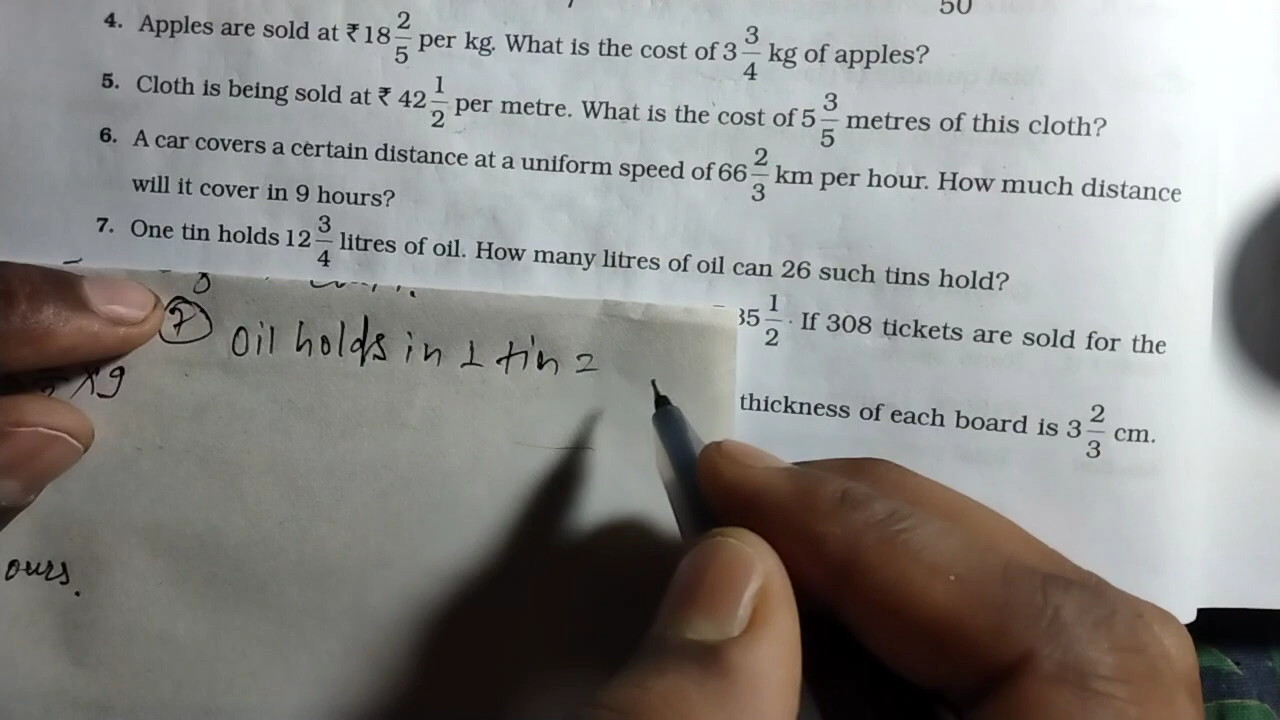 50
4. Apples are sold at ₹ 18 2/5 per kg. What is the cost of 3 3/4 kg of apples?
5. Cloth is being sold at ₹ 42 1/2 per metre. What is the cost of 5 3/5 metres of this cloth?
6. A car covers a certain distance at a uniform speed of 66 2/3 km per hour. How much distance
will it cover in 9 hours?
7. One tin holds 12 3/4 litres of oil. How many litres of oil can 26 such tins hold?
35 1/2. If 308 tickets are sold for the
thickness of each board is 3 2/3 cm.
7 Oil holds in 1 tin =
×9
ours.